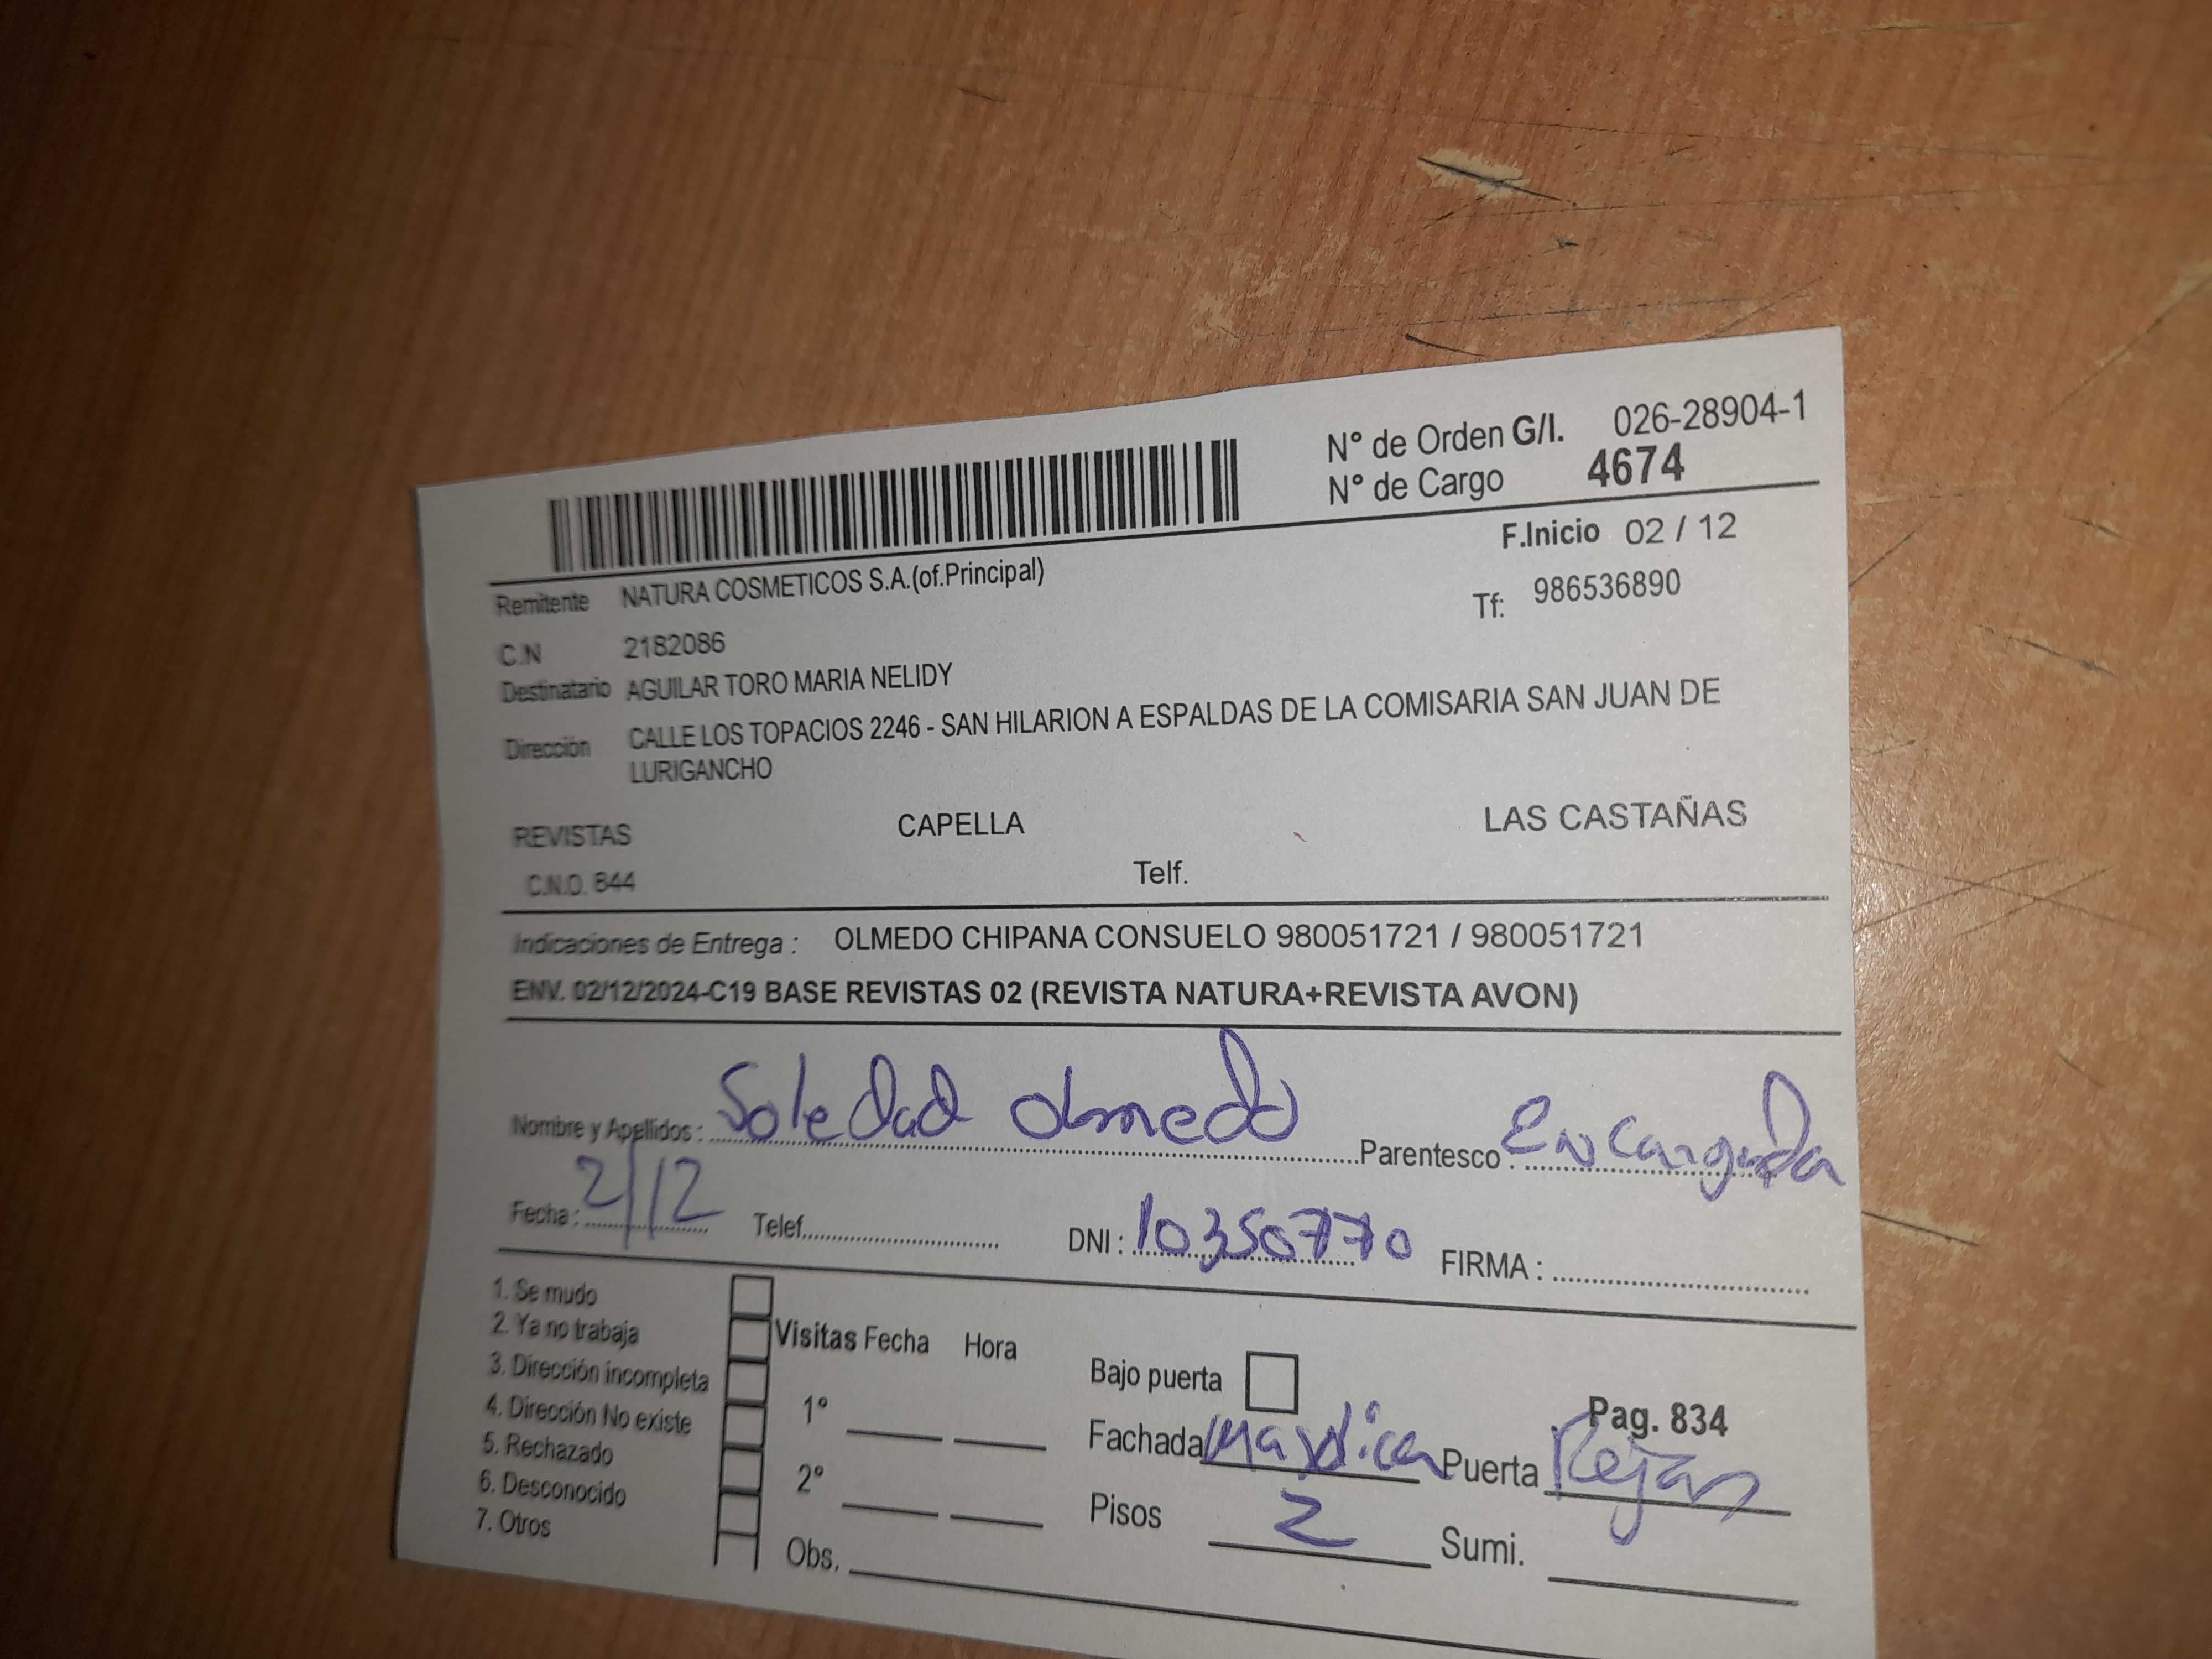 N° de Orden G/I. 026-28904-1
N° de Cargo 4674
F.Inicio 02 / 12
Remitente NATURA COSMETICOS S.A.(of.Principal)
Tf: 986536890
C.N 2182086
Destinatario AGUILAR TORO MARIA NELIDY
Dirección CALLE LOS TOPACIOS 2246 - SAN HILARION A ESPALDAS DE LA COMISARIA SAN JUAN DE
LURIGANCHO
REVISTAS CAPELLA LAS CASTAÑAS
C.N.O. 844 Telf.
Indicaciones de Entrega : OLMEDO CHIPANA CONSUELO 980051721 / 980051721
ENV. 02/12/2024-C19 BASE REVISTAS 02 (REVISTA NATURA+REVISTA AVON)
Nombre y Apellidos : Soledad Olmedo Parentesco : Encargada
Fecha : 2/12 Telef. DNI : 10350770 FIRMA :
1. Se mudo
2. Ya no trabaja
3. Dirección incompleta
4. Dirección No existe
5. Rechazado
6. Desconocido
7. Otros
Visitas Fecha Hora
1°
2°
Obs.
Bajo puerta
Pag. 834
Fachada Puerta Rejas
Pisos 2 Sumi.